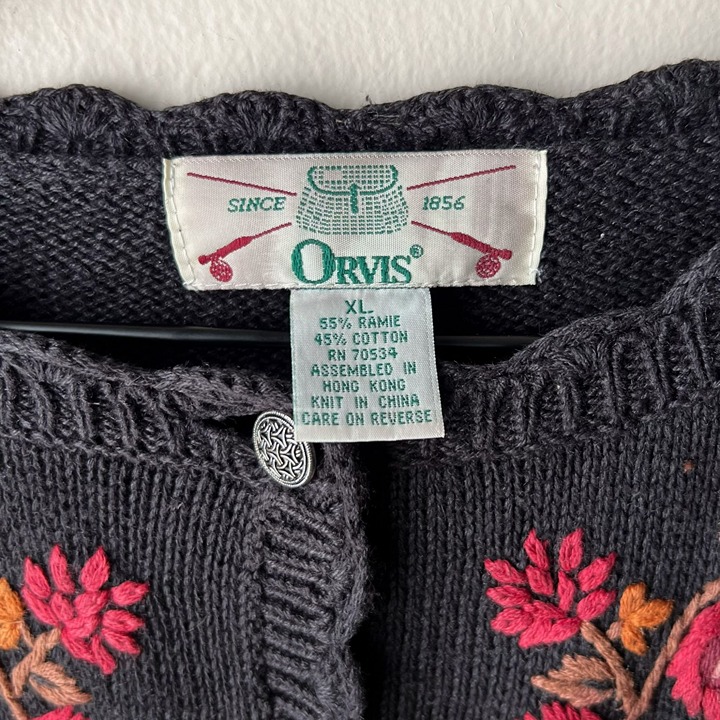 SINCE 1856
ORVIS®
XL
55% RAMIE
45% COTTON
RN 70534
ASSEMBLED IN
HONG KONG
KNIT IN CHINA
CARE ON REVERSE